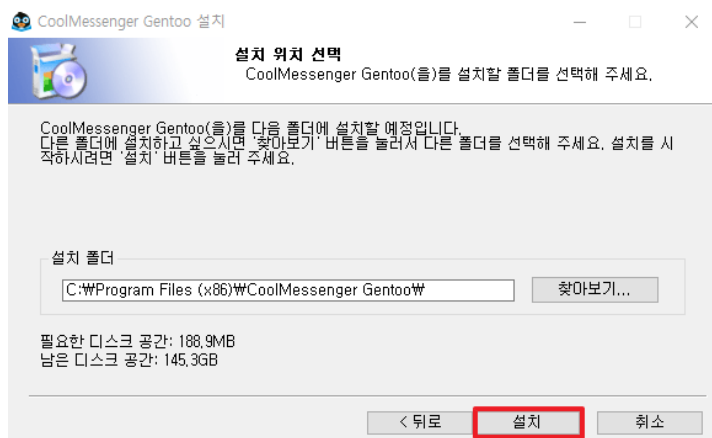 CoolMessenger Gentoo 설치
설치 위치 선택
CoolMessenger Gentoo(을)를 설치할 폴더를 선택해 주세요.
CoolMessenger Gentoo(을)를 다음 폴더에 설치할 예정입니다.
다른 폴더에 설치하고 싶으시면 '찾아보기' 버튼을 눌러서 다른 폴더를 선택해 주세요. 설치를 시
작하시려면 '설치' 버튼을 눌러 주세요.
설치 폴더
C:₩Program Files (x86)₩CoolMessenger Gentoo₩
찾아보기...
필요한 디스크 공간: 188.9MB
남은 디스크 공간: 145.3GB
< 뒤로
설치
취소